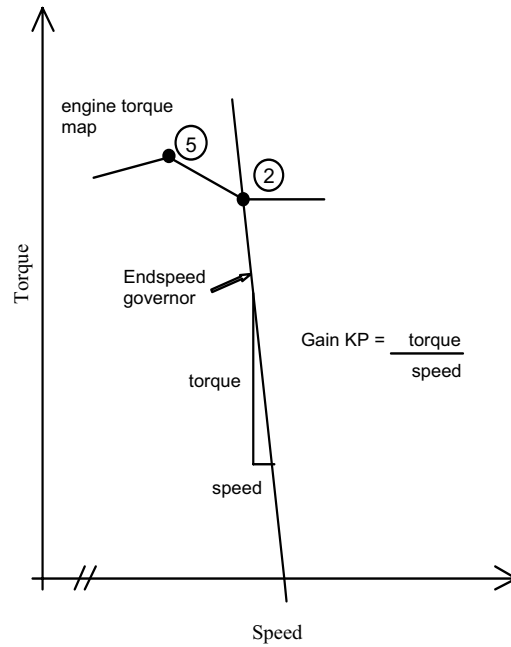 engine torque
map
5
2
Endspeed
governor
Torque
Gain KP = torque
speed
torque
speed
Speed